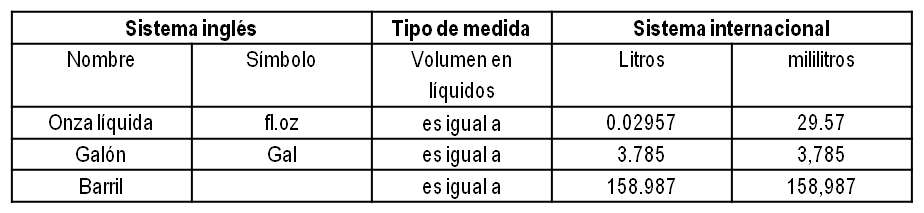 Sistema inglés Tipo de medida Sistema internacional
Nombre Símbolo Volumen en líquidos Litros mililitros
Onza líquida fl.oz es igual a 0.02957 29.57
Galón Gal es igual a 3.785 3,785
Barril es igual a 158.987 158,987